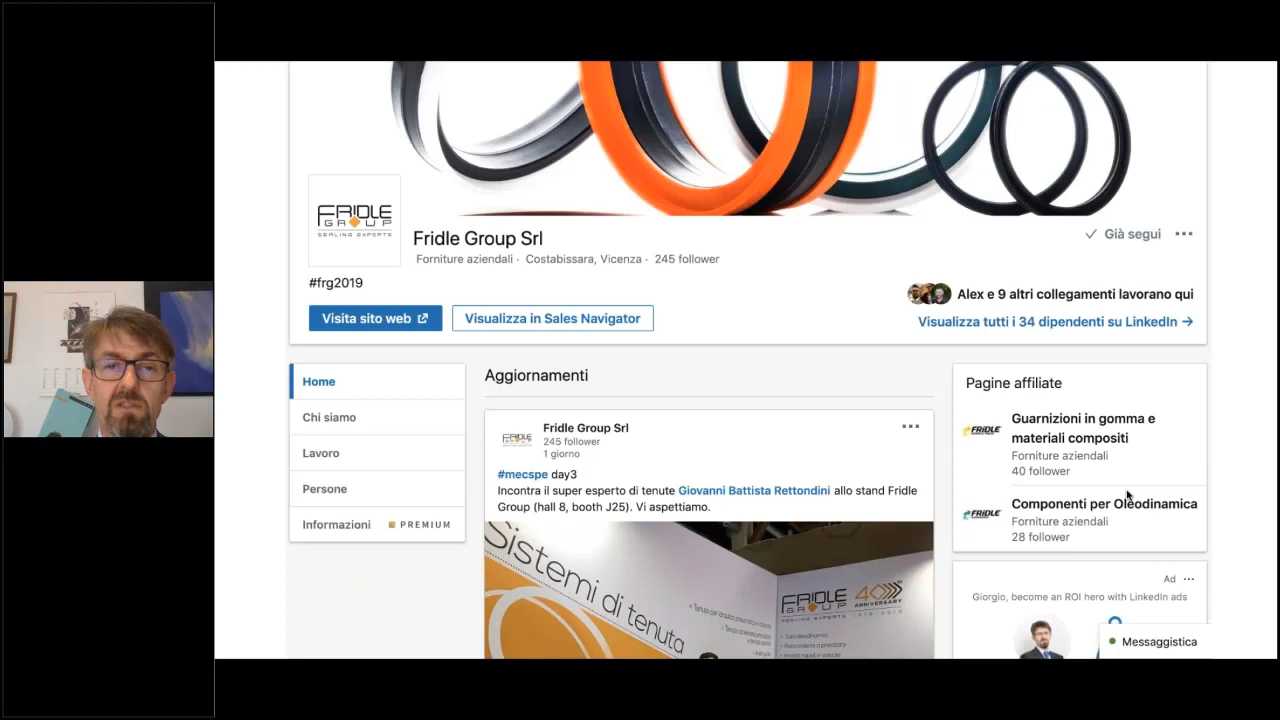 FRIDLE
GROUP
SEALING EXPERTS
Fridle Group Srl
Forniture aziendali · Costabissara, Vicenza · 245 follower
Già segui
#frg2019
Alex e 9 altri collegamenti lavorano qui
Visita sito web
Visualizza in Sales Navigator
Visualizza tutti i 34 dipendenti su LinkedIn →
Home
Chi siamo
Lavoro
Persone
Informazioni
PREMIUM
Aggiornamenti
Fridle Group Srl
245 follower
1 giorno
#mecspe day3
Incontra il super esperto di tenute Giovanni Battista Rettondini allo stand Fridle
Group (hall 8, booth J25). Vi aspettiamo.
Sistemi di tenuta
FRIDLE
GROUP
SEALING EXPERTS
40
ANNIVERSARY
Pagine affiliate
FRIDLE
Guarnizioni in gomma e
materiali compositi
Forniture aziendali
40 follower
FRIDLE
Componenti per Oleodinamica
Forniture aziendali
28 follower
Ad
Giorgio, become an ROI hero with LinkedIn ads
Messaggistica